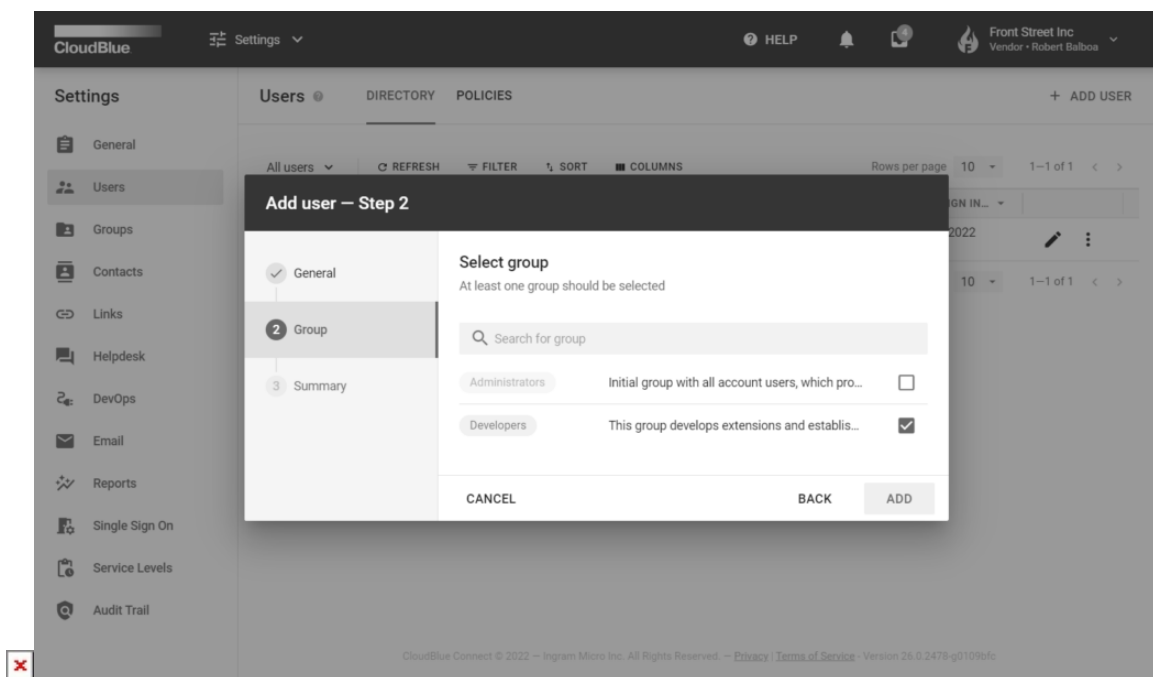 CloudBlue
Settings
HELP
4
Front Street Inc
Vendor • Robert Balboa
Settings
General
Users
Groups
Contacts
Links
Helpdesk
DevOps
Email
Reports
Single Sign On
Service Levels
Audit Trail
Users
DIRECTORY
POLICIES
+ ADD USER
All users
REFRESH
FILTER
SORT
COLUMNS
Rows per page 10
1–1 of 1
IGN IN...
2022
10
1–1 of 1
Add user — Step 2
General
2 Group
3 Summary
Select group
At least one group should be selected
Search for group
Administrators Initial group with all account users, which pro...
Developers This group develops extensions and establis...
CANCEL
BACK
ADD
CloudBlue Connect © 2022 — Ingram Micro Inc. All Rights Reserved. — Privacy | Terms of Service - Version 26.0.2478-g0109bfc